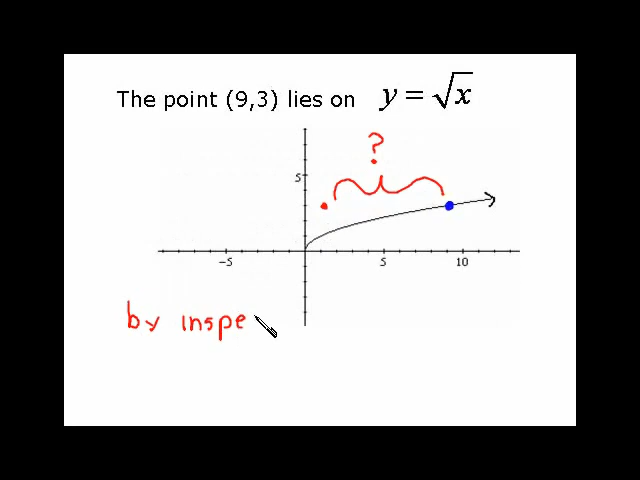 The point (9,3) lies on y = √x
?
5
-5 5 10
by inspe